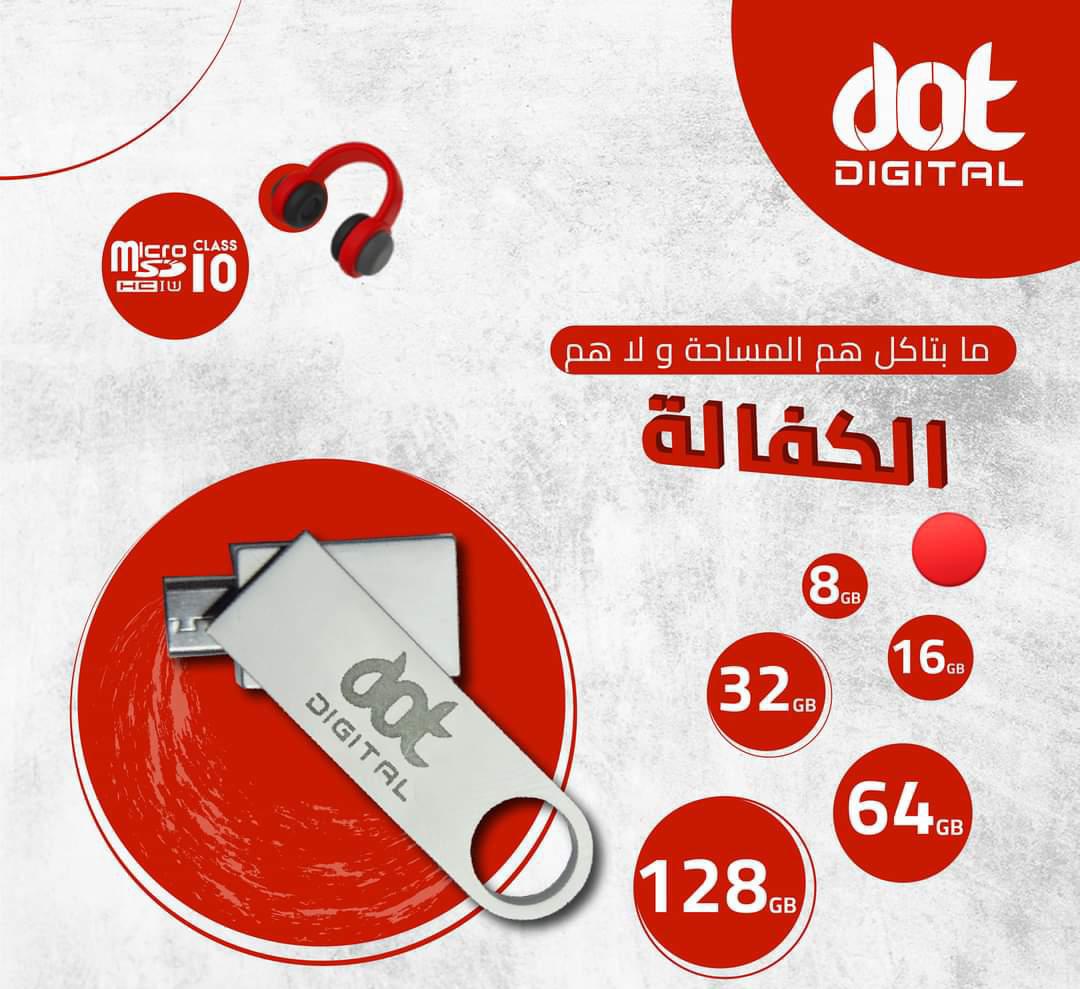 dot
DIGITAL
Micro SD HC I U1 CLASS 10
ما بتاكل هم المساحة و لا هم
الكفالة
8GB
16GB
32GB
64GB
128GB
dot
DIGITAL